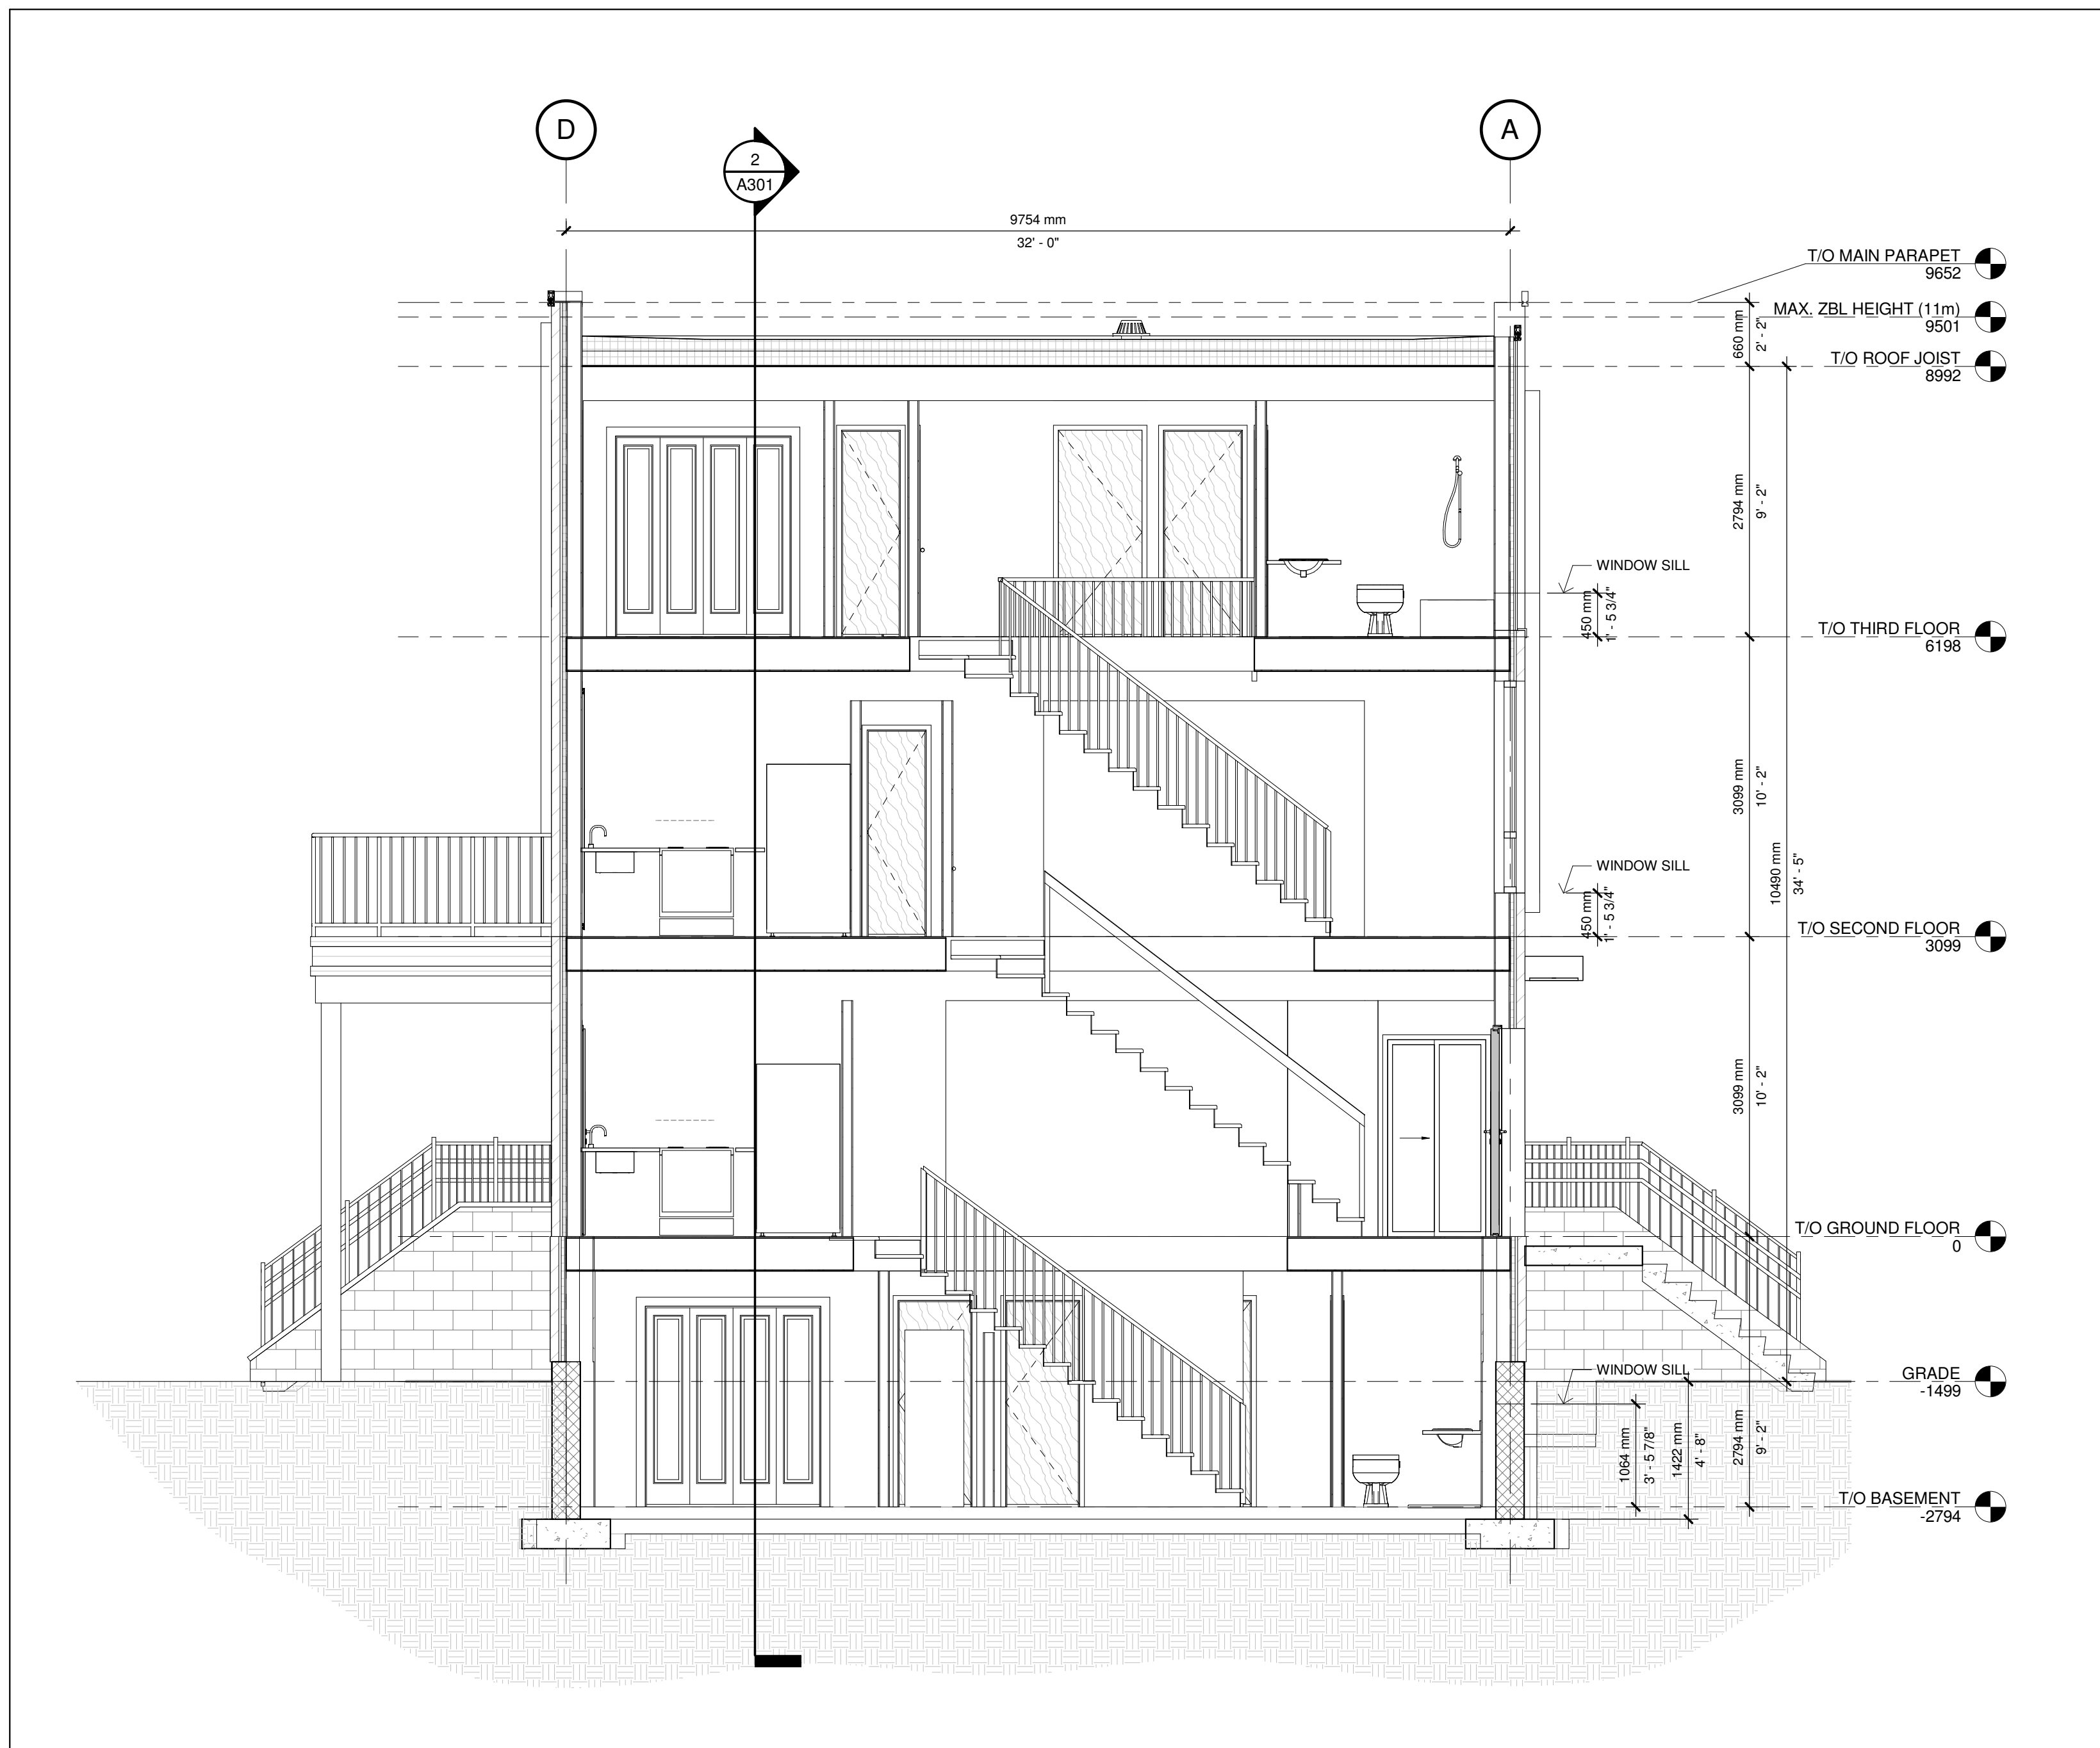 D
A
2
A301
9754 mm
32' - 0"
T/O MAIN PARAPET
9652
MAX. ZBL HEIGHT (11m)
9501
T/O ROOF JOIST
8992
660 mm
2' - 2"
2794 mm
9' - 2"
WINDOW SILL
450 mm
1' - 5 3/4"
T/O THIRD FLOOR
6198
3099 mm
10' - 2"
10490 mm
34' - 5"
WINDOW SILL
450 mm
1' - 5 3/4"
T/O SECOND FLOOR
3099
3099 mm
10' - 2"
T/O GROUND FLOOR
0
WINDOW SILL
GRADE
-1499
1064 mm
3' - 5 7/8"
1422 mm
4' - 8"
2794 mm
9' - 2"
T/O BASEMENT
-2794